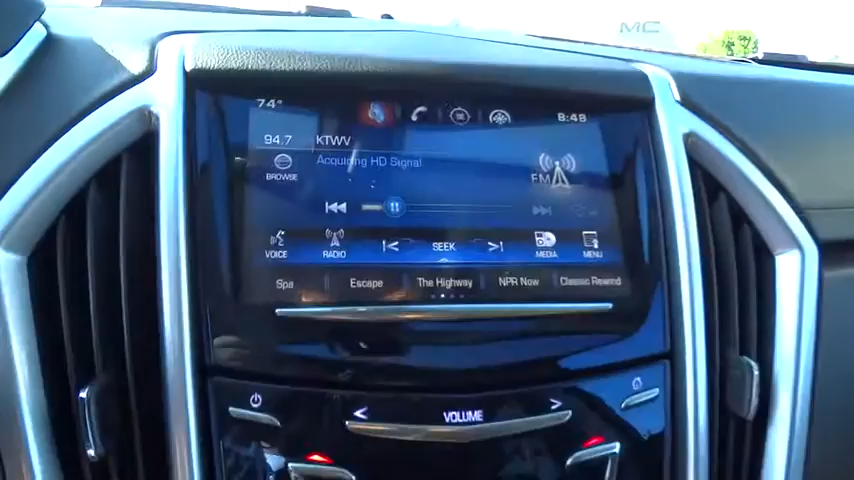 MC
74°
8:48
94.7 KTWV
Acquiring HD Signal
BROWSE
FM
VOICE
RADIO
SEEK
MEDIA
MENU
Spa
Escape
The Highway
NPR Now
Classic Rewind
VOLUME